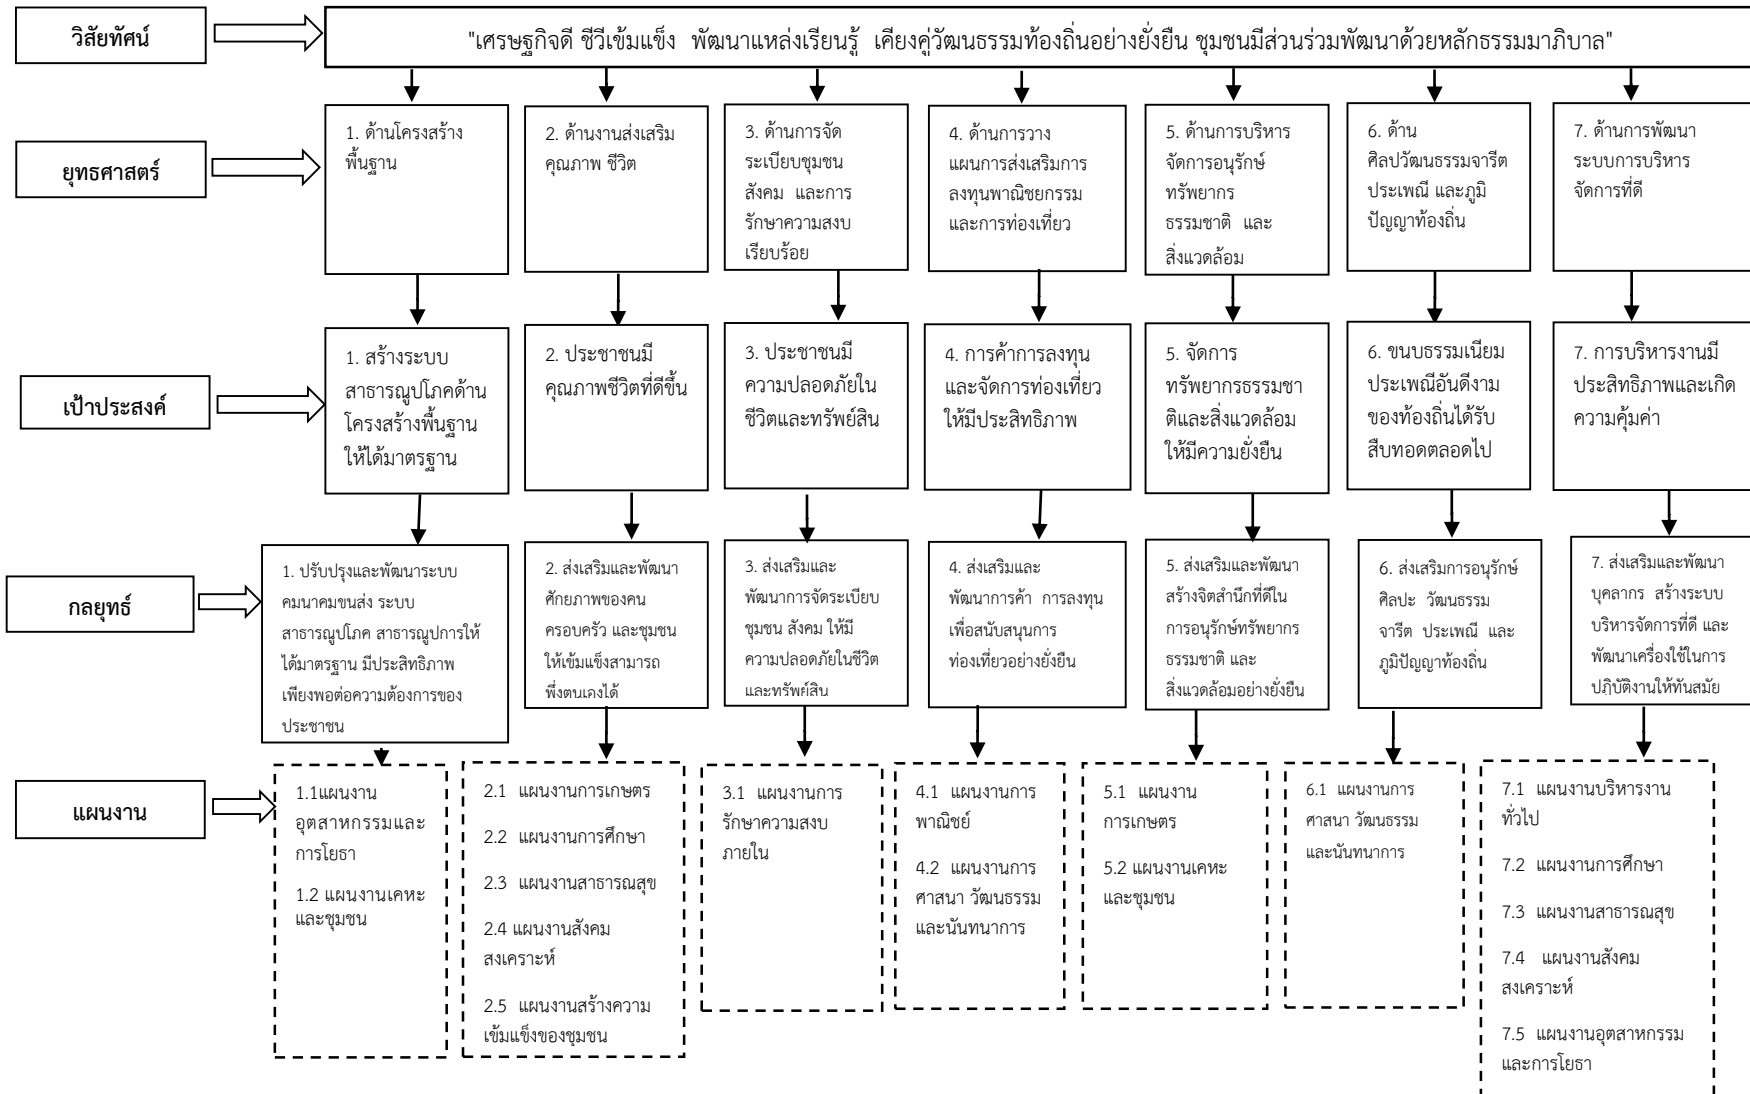 วิสัยทัศน์
"เศรษฐกิจดี ชีวีเข้มแข็ง พัฒนาแหล่งเรียนรู้ เคียงคู่วัฒนธรรมท้องถิ่นอย่างยั่งยืน ชุมชนมีส่วนร่วมพัฒนาด้วยหลักธรรมมาภิบาล"
ยุทธศาสตร์
1. ด้านโครงสร้าง
พื้นฐาน
2. ด้านงานส่งเสริม
คุณภาพ ชีวิต
3. ด้านการจัด
ระเบียบชุมชน
สังคม และการ
รักษาความสงบ
เรียบร้อย
4. ด้านการวาง
แผนการส่งเสริมการ
ลงทุนพาณิชยกรรม
และการท่องเที่ยว
5. ด้านการบริหาร
จัดการอนุรักษ์
ทรัพยากร
ธรรมชาติ และ
สิ่งแวดล้อม
6. ด้าน
ศิลปวัฒนธรรมจารีต
ประเพณี และภูมิ
ปัญญาท้องถิ่น
7. ด้านการพัฒนา
ระบบการบริหาร
จัดการที่ดี
เป้าประสงค์
1. สร้างระบบ
สาธารณูปโภคด้าน
โครงสร้างพื้นฐาน
ให้ได้มาตรฐาน
2. ประชาชนมี
คุณภาพชีวิตที่ดีขึ้น
3. ประชาชนมี
ความปลอดภัยใน
ชีวิตและทรัพย์สิน
4. การค้าการลงทุน
และจัดการท่องเที่ยว
ให้มีประสิทธิภาพ
5. จัดการ
ทรัพยากรธรรมชา
ติและสิ่งแวดล้อม
ให้มีความยั่งยืน
6. ขนบธรรมเนียม
ประเพณีอันดีงาม
ของท้องถิ่นได้รับ
สืบทอดตลอดไป
7. การบริหารงานมี
ประสิทธิภาพและเกิด
ความคุ้มค่า
กลยุทธ์
1. ปรับปรุงและพัฒนาระบบ
คมนาคมขนส่ง ระบบ
สาธารณูปโภค สาธารณูปการให้
ได้มาตรฐาน มีประสิทธิภาพ
เพียงพอต่อความต้องการของ
ประชาชน
2. ส่งเสริมและพัฒนา
ศักยภาพของคน
ครอบครัว และชุมชน
ให้เข้มแข็งสามารถ
พึ่งตนเองได้
3. ส่งเสริมและ
พัฒนาการจัดระเบียบ
ชุมชน สังคม ให้มี
ความปลอดภัยในชีวิต
และทรัพย์สิน
4. ส่งเสริมและ
พัฒนาการค้า การลงทุน
เพื่อสนับสนุนการ
ท่องเที่ยวอย่างยั่งยืน
5. ส่งเสริมและพัฒนา
สร้างจิตสำนึกที่ดีใน
การอนุรักษ์ทรัพยากร
ธรรมชาติ และ
สิ่งแวดล้อมอย่างยั่งยืน
6. ส่งเสริมการอนุรักษ์
ศิลปะ วัฒนธรรม
จารีต ประเพณี และ
ภูมิปัญญาท้องถิ่น
7. ส่งเสริมและพัฒนา
บุคลากร สร้างระบบ
บริหารจัดการที่ดี และ
พัฒนาเครื่องใช้ในการ
ปฏิบัติงานให้ทันสมัย
แผนงาน
1.1แผนงาน
อุตสาหกรรมและ
การโยธา
1.2 แผนงานเคหะ
และชุมชน
2.1 แผนงานการเกษตร
2.2 แผนงานการศึกษา
2.3 แผนงานสาธารณสุข
2.4 แผนงานสังคม
สงเคราะห์
2.5 แผนงานสร้างความ
เข้มแข็งของชุมชน
3.1 แผนงานการ
รักษาความสงบ
ภายใน
4.1 แผนงานการ
พาณิชย์
4.2 แผนงานการ
ศาสนา วัฒนธรรม
และนันทนาการ
5.1 แผนงาน
การเกษตร
5.2 แผนงานเคหะ
และชุมชน
6.1 แผนงานการ
ศาสนา วัฒนธรรม
และนันทนาการ
7.1 แผนงานบริหารงาน
ทั่วไป
7.2 แผนงานการศึกษา
7.3 แผนงานสาธารณสุข
7.4 แผนงานสังคม
สงเคราะห์
7.5 แผนงานอุตสาหกรรม
และการโยธา